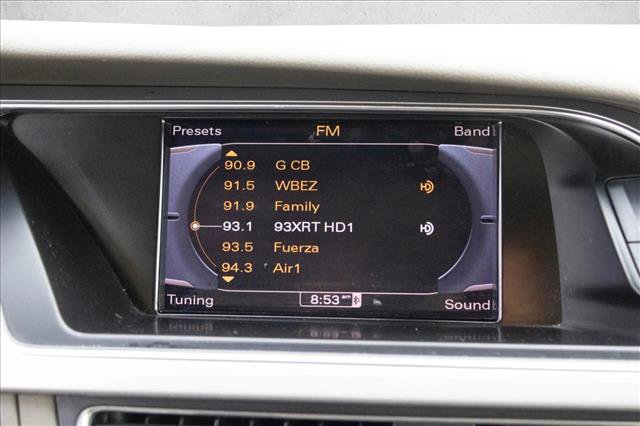 Presets FM Band
90.9 G CB
91.5 WBEZ
91.9 Family
93.1 93XRT HD1
93.5 Fuerza
94.3 Air1
Tuning 8:53 Sound